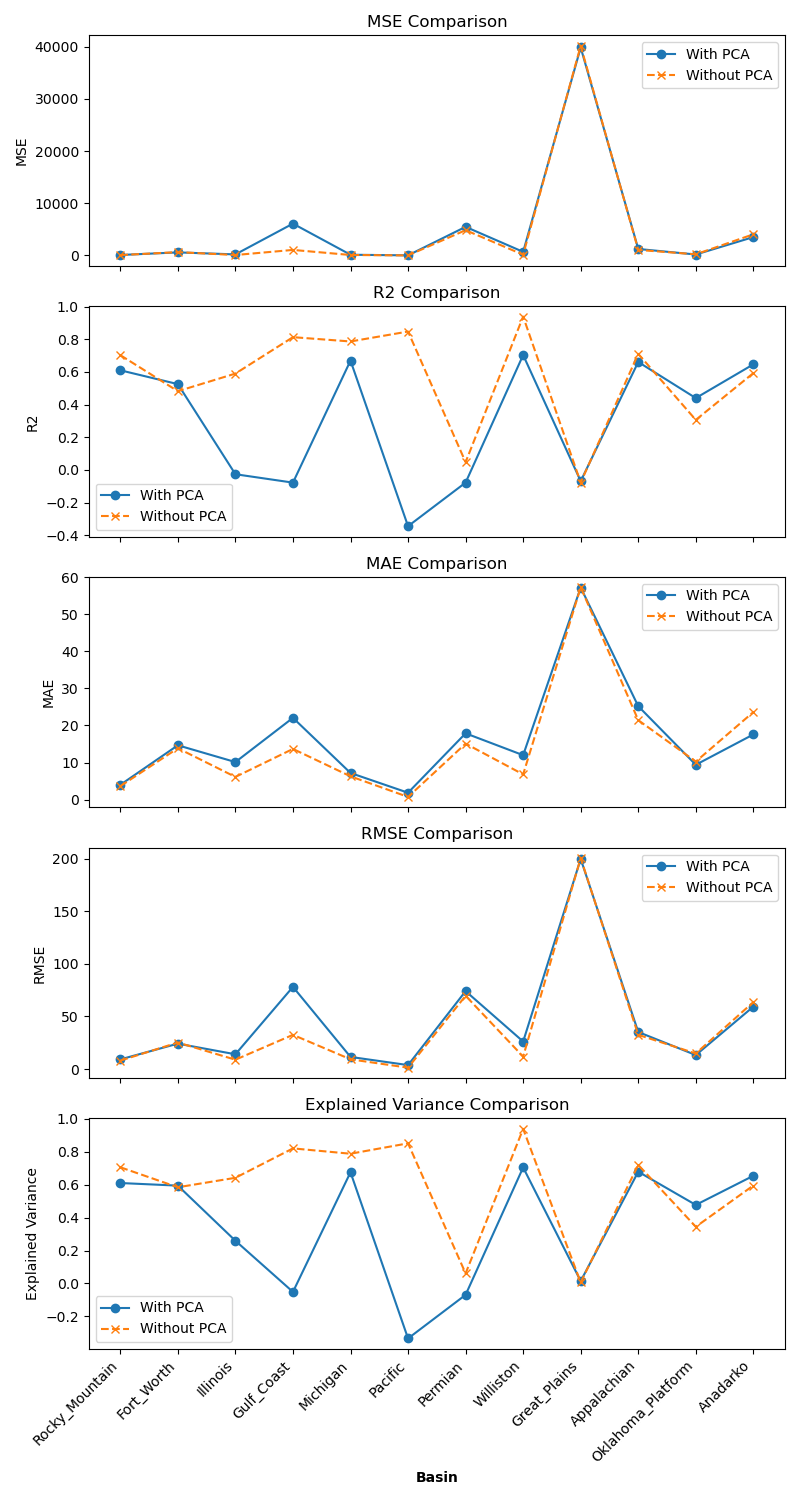 MSE Comparison
40000
30000
20000
10000
0
MSE
With PCA
Without PCA
R2 Comparison
1.0
0.8
0.6
0.4
0.2
0.0
−0.2
−0.4
R2
With PCA
Without PCA
MAE Comparison
60
50
40
30
20
10
0
MAE
With PCA
Without PCA
RMSE Comparison
200
150
100
50
0
RMSE
With PCA
Without PCA
Explained Variance Comparison
1.0
0.8
0.6
0.4
0.2
0.0
−0.2
Explained Variance
With PCA
Without PCA
Rocky_Mountain
Fort_Worth
Illinois
Gulf_Coast
Michigan
Pacific
Permian
Williston
Great_Plains
Appalachian
Oklahoma_Platform
Anadarko
Basin